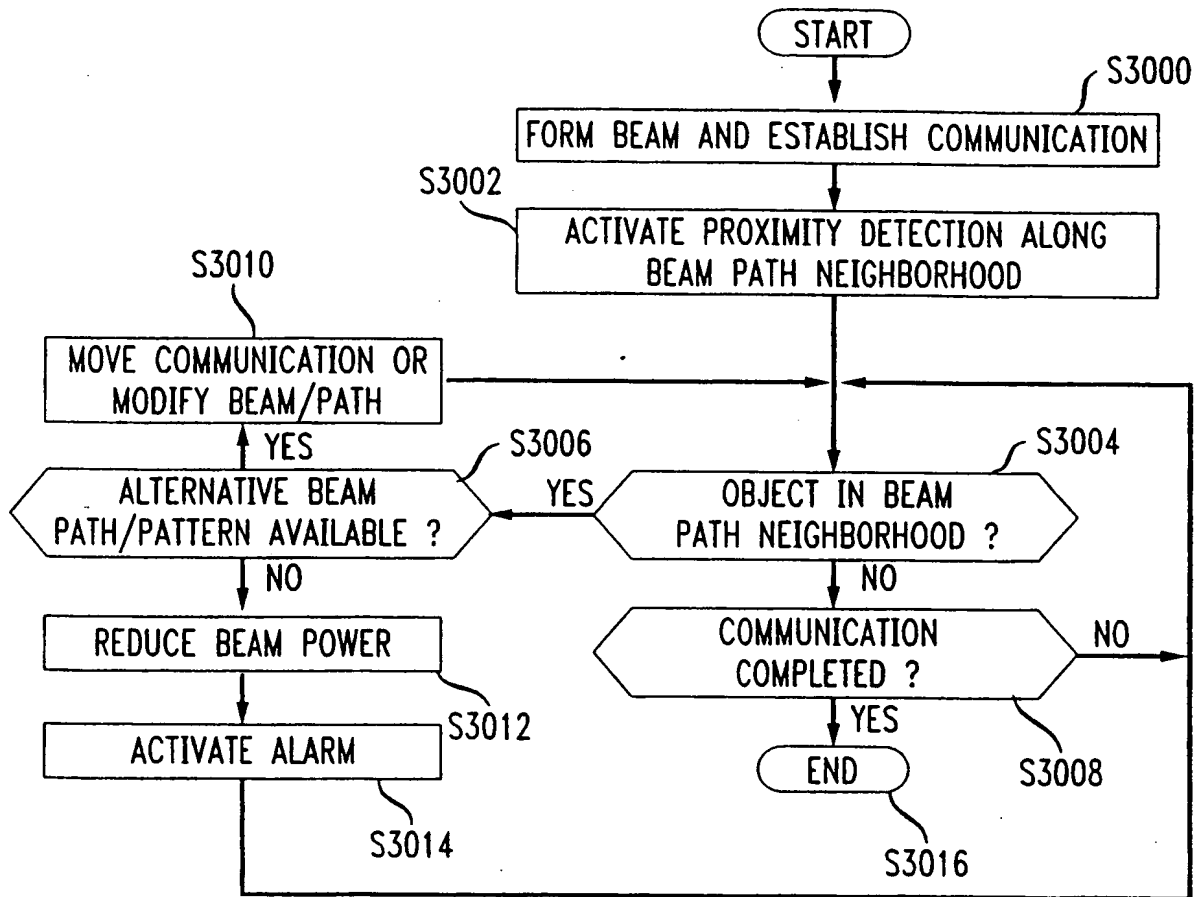 START
S3000
FORM BEAM AND ESTABLISH COMMUNICATION
S3002
ACTIVATE PROXIMITY DETECTION ALONG
BEAM PATH NEIGHBORHOOD
S3010
MOVE COMMUNICATION OR
MODIFY BEAM/PATH
YES
S3006
S3004
ALTERNATIVE BEAM
PATH/PATTERN AVAILABLE ?
YES
OBJECT IN BEAM
PATH NEIGHBORHOOD ?
NO
NO
REDUCE BEAM POWER
S3012
COMMUNICATION
COMPLETED ?
NO
YES
S3008
ACTIVATE ALARM
S3014
END
S3016